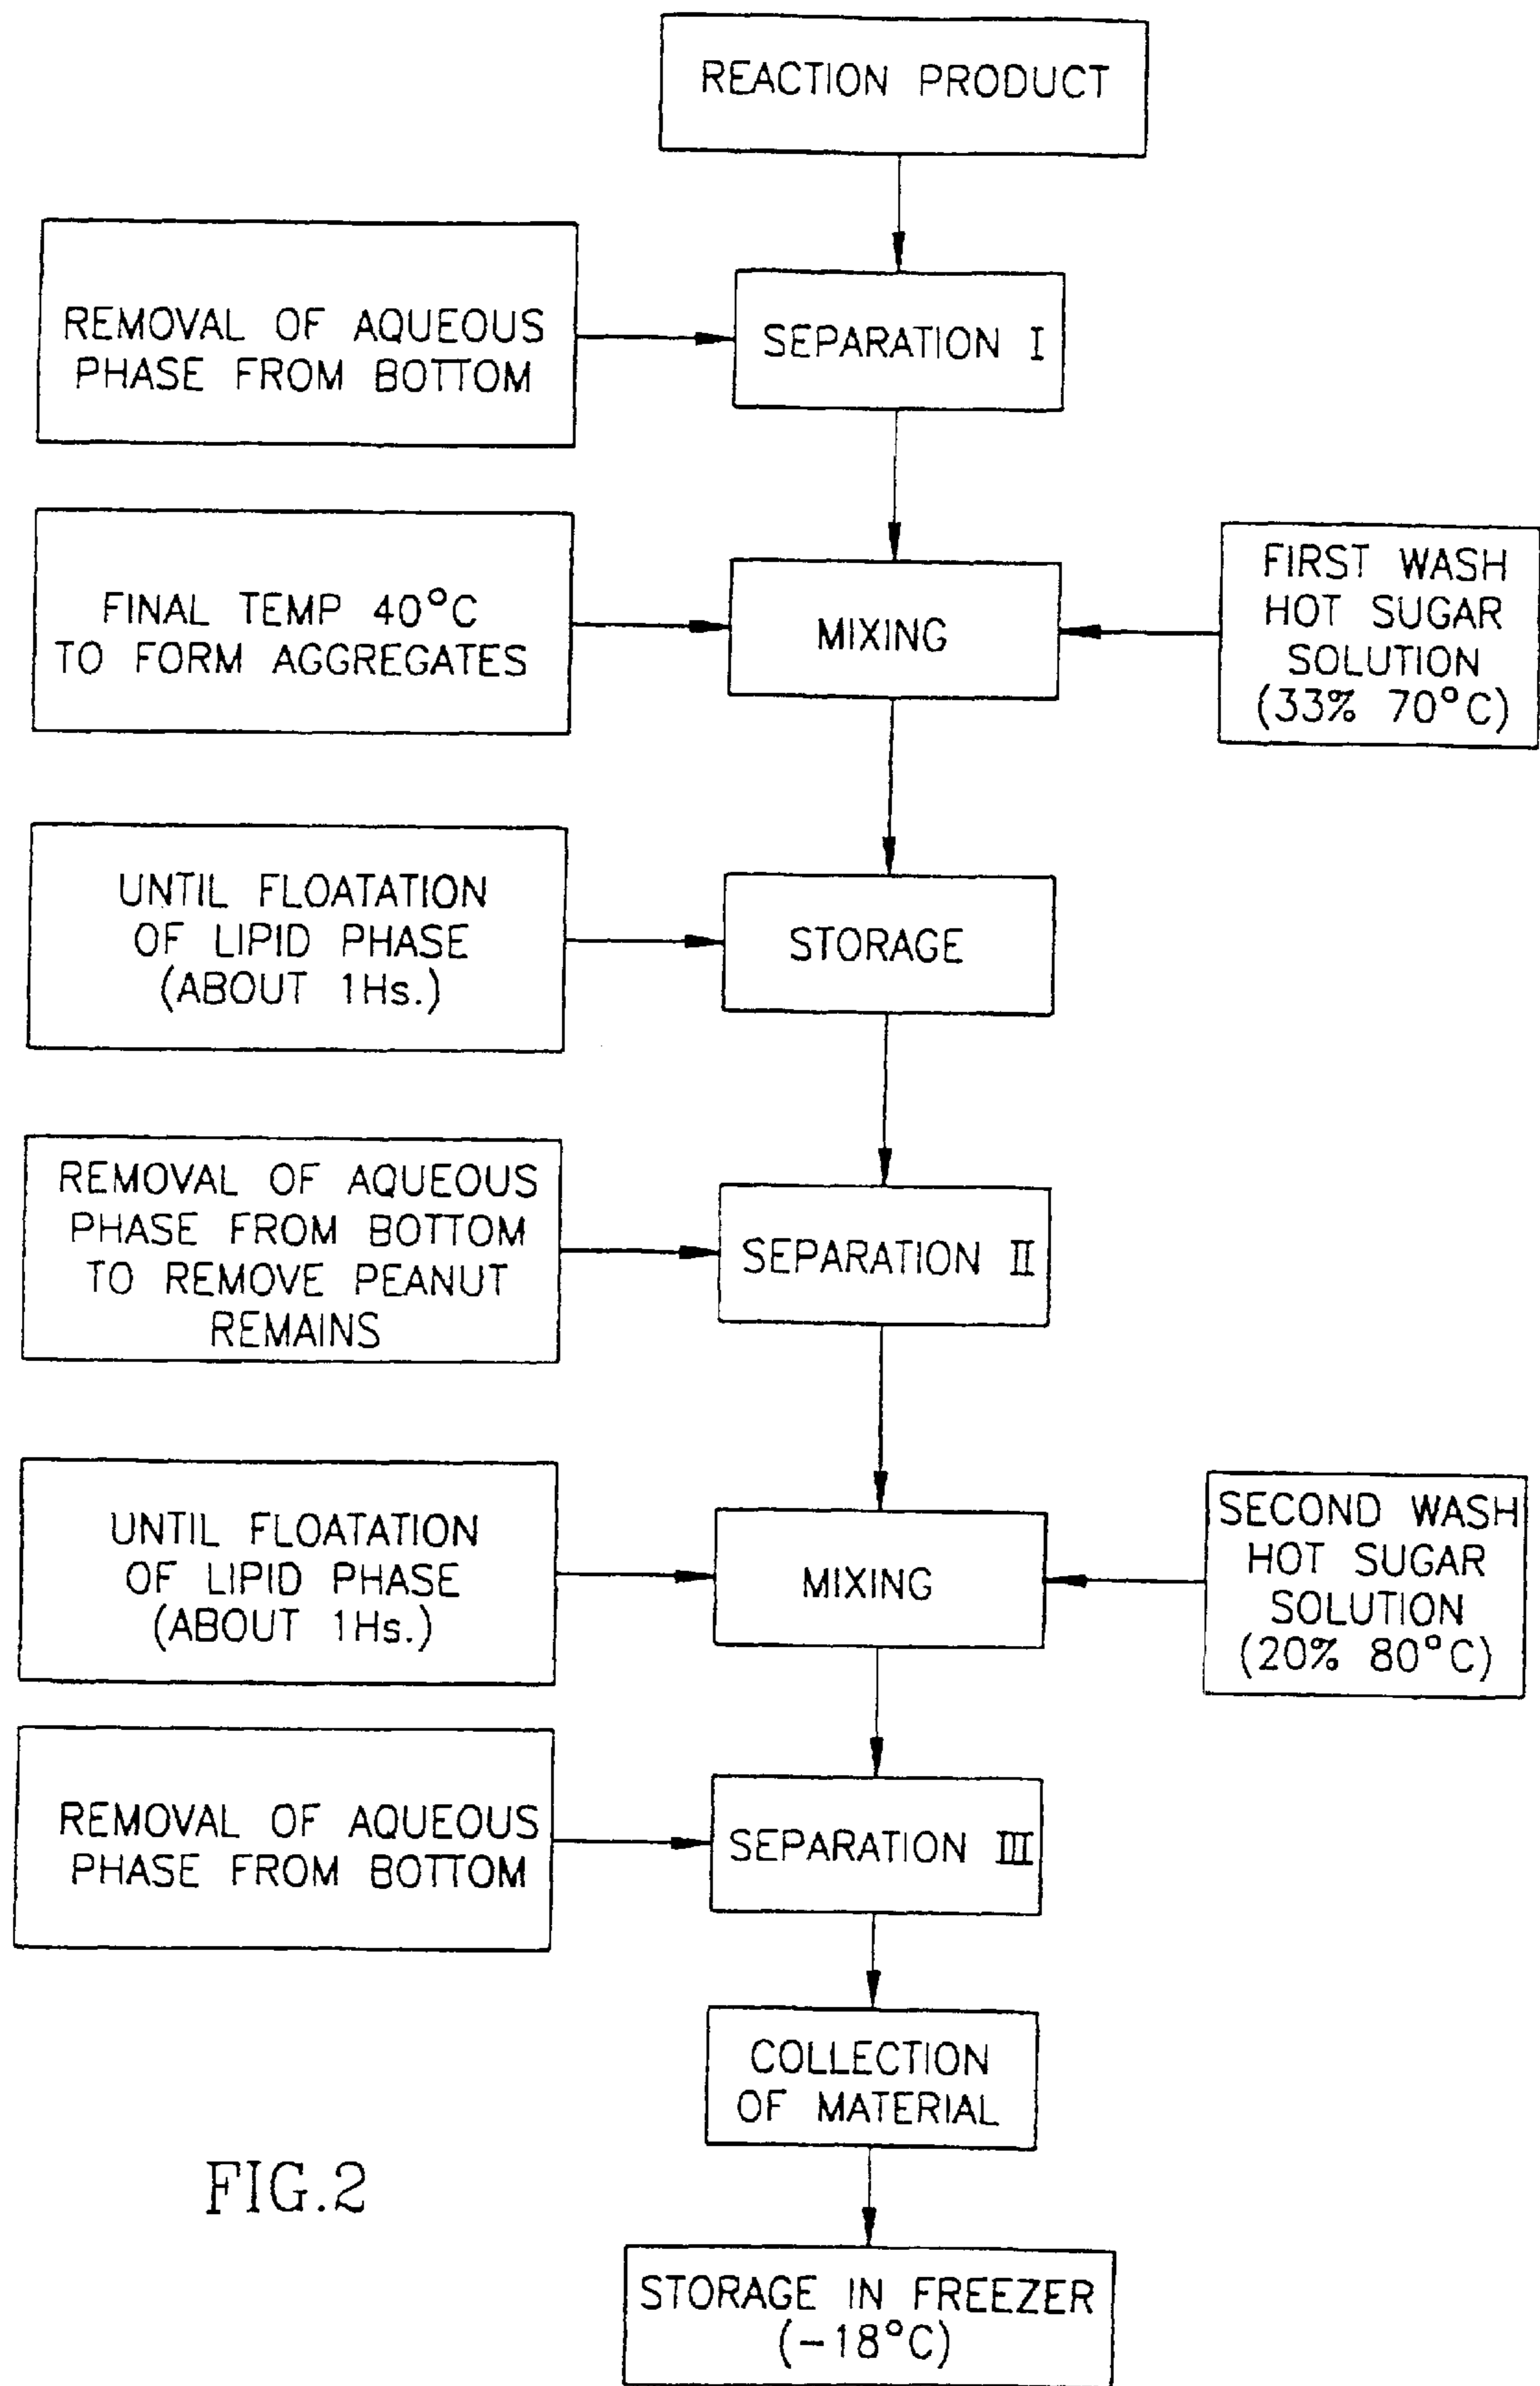 REACTION PRODUCT
REMOVAL OF AQUEOUS
PHASE FROM BOTTOM
SEPARATION I
FINAL TEMP 40°C
TO FORM AGGREGATES
MIXING
FIRST WASH
HOT SUGAR
SOLUTION
(33% 70°C)
UNTIL FLOATATION
OF LIPID PHASE
(ABOUT 1Hs.)
STORAGE
REMOVAL OF AQUEOUS
PHASE FROM BOTTOM
TO REMOVE PEANUT
REMAINS
SEPARATION II
UNTIL FLOATATION
OF LIPID PHASE
(ABOUT 1Hs.)
MIXING
SECOND WASH
HOT SUGAR
SOLUTION
(20% 80°C)
REMOVAL OF AQUEOUS
PHASE FROM BOTTOM
SEPARATION III
COLLECTION
OF MATERIAL
STORAGE IN FREEZER
(-18°C)
FIG.2